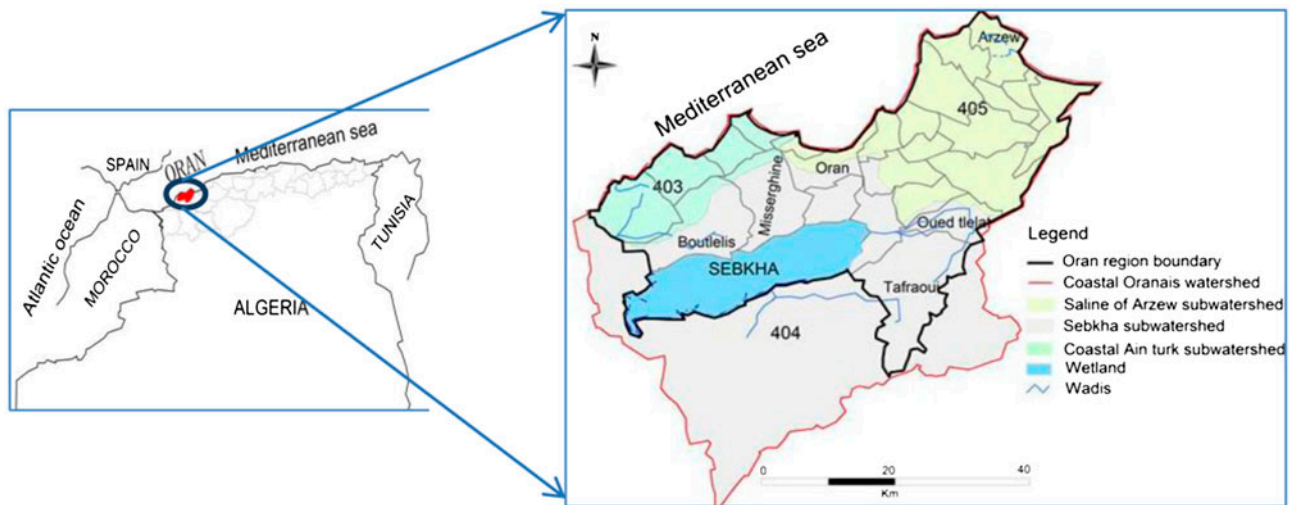 SPAIN
ORAN
Mediterranean sea
Atlantic ocean
MOROCCO
ALGERIA
TUNISIA
N
Mediterranean sea
Arzew
405
Oran
403
Misserghine
Boutlelis
Oued tlelat
SEBKHA
Tafraoui
404
Legend
Oran region boundary
Coastal Oranais watershed
Saline of Arzew subwatershed
Sebkha subwatershed
Coastal Ain turk subwatershed
Wetland
Wadis
0 20 40
Km